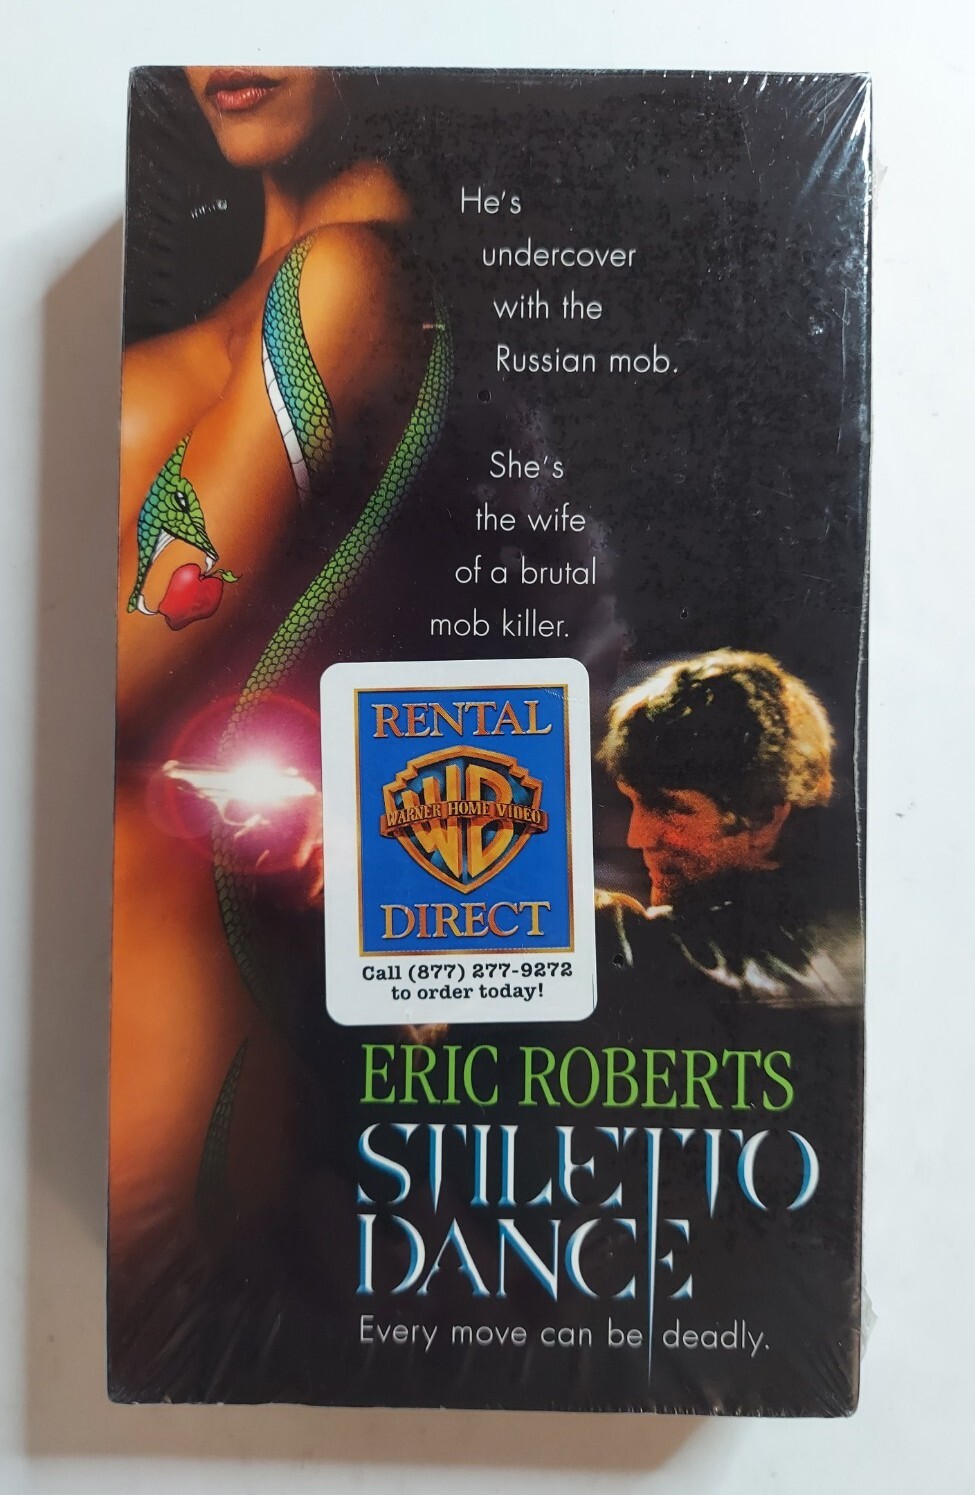 He's
undercover
with the
Russian mob.
She's
the wife
of a brutal
mob killer.
RENTAL
WB
WARNER HOME VIDEO
DIRECT
Call (877) 277-9272
to order today!
ERIC ROBERTS
STILETTO
DANCE
Every move can be deadly.